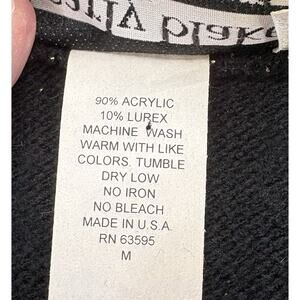 90% ACRYLIC
10% LUREX
MACHINE WASH
WARM WITH LIKE
COLORS. TUMBLE
DRY LOW
NO IRON
NO BLEACH
MADE IN U.S.A.
RN 63595
M